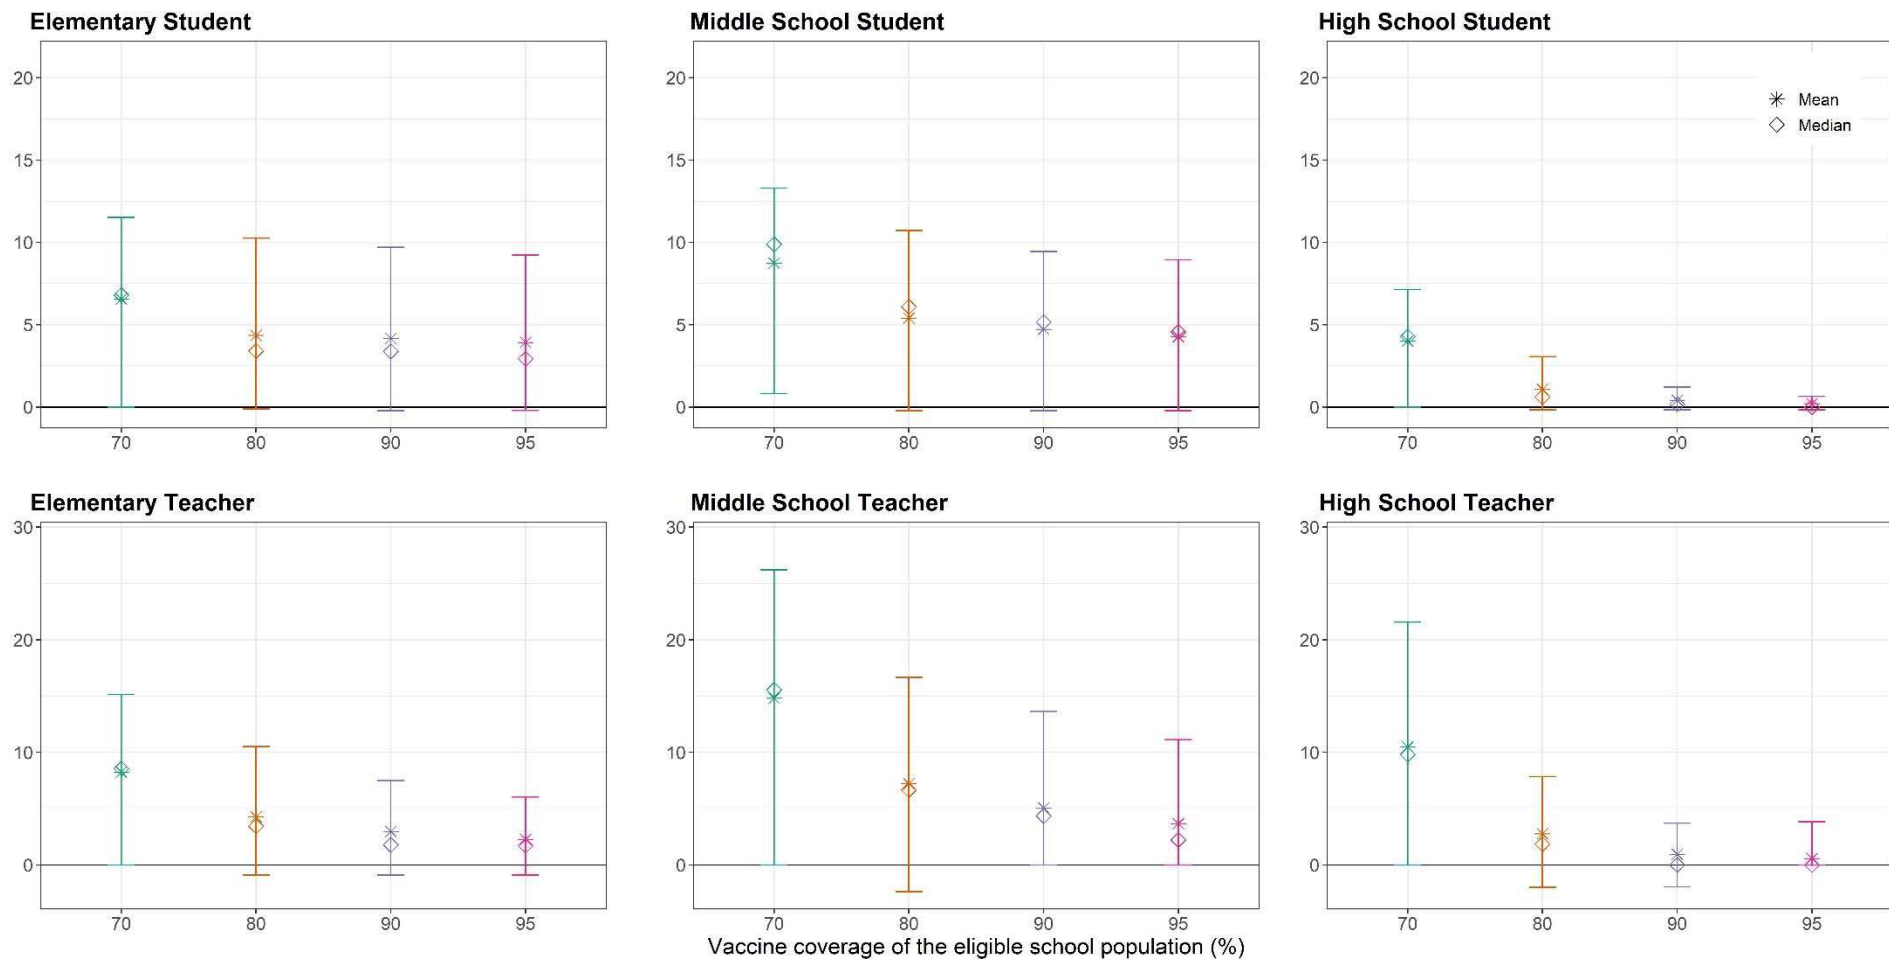 Elementary Student
Middle School Student
High School Student
20
15
10
5
0
70 80 90 95
20
15
10
5
0
70 80 90 95
20
15
10
5
0
70 80 90 95
Mean
Median
Elementary Teacher
Middle School Teacher
High School Teacher
30
20
10
0
70 80 90 95
30
20
10
0
70 80 90 95
30
20
10
0
70 80 90 95
Vaccine coverage of the eligible school population (%)